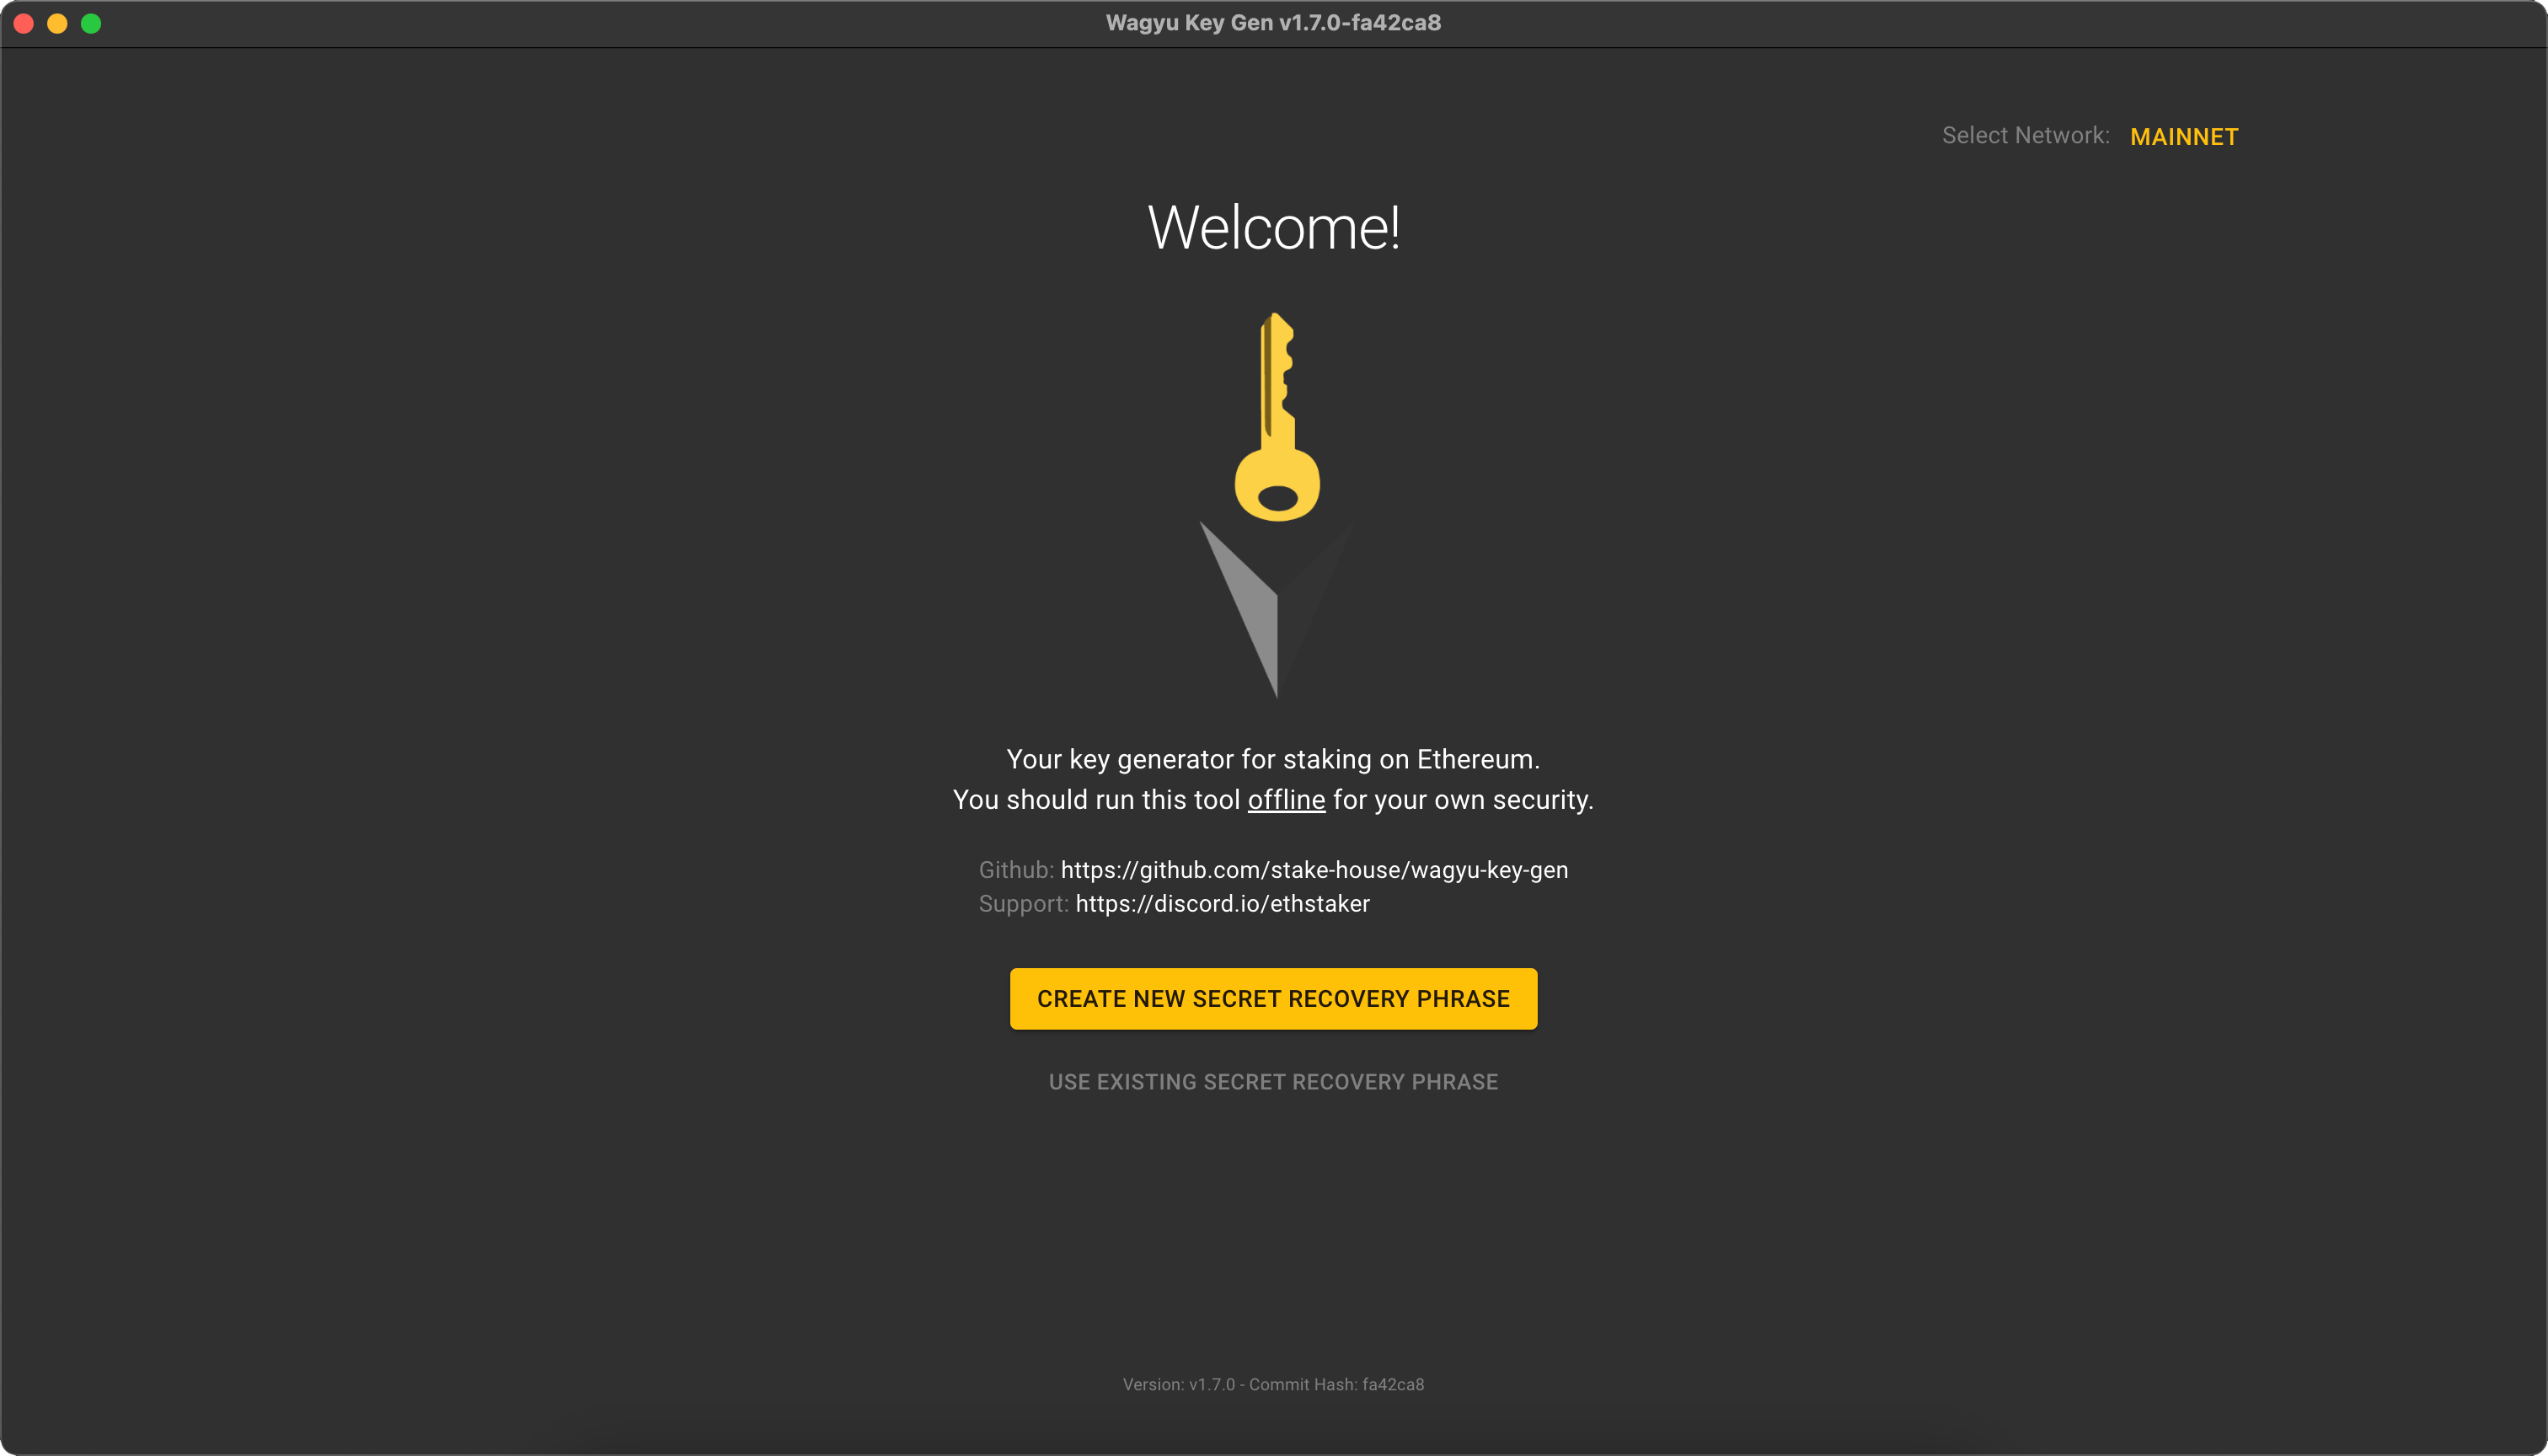 Wagyu Key Gen v1.7.0-fa42ca8
Select Network: MAINNET
Welcome!
Your key generator for staking on Ethereum.
You should run this tool offline for your own security.
Github: https://github.com/stake-house/wagyu-key-gen
Support: https://discord.io/ethstaker
CREATE NEW SECRET RECOVERY PHRASE
USE EXISTING SECRET RECOVERY PHRASE
Version: v1.7.0 - Commit Hash: fa42ca8